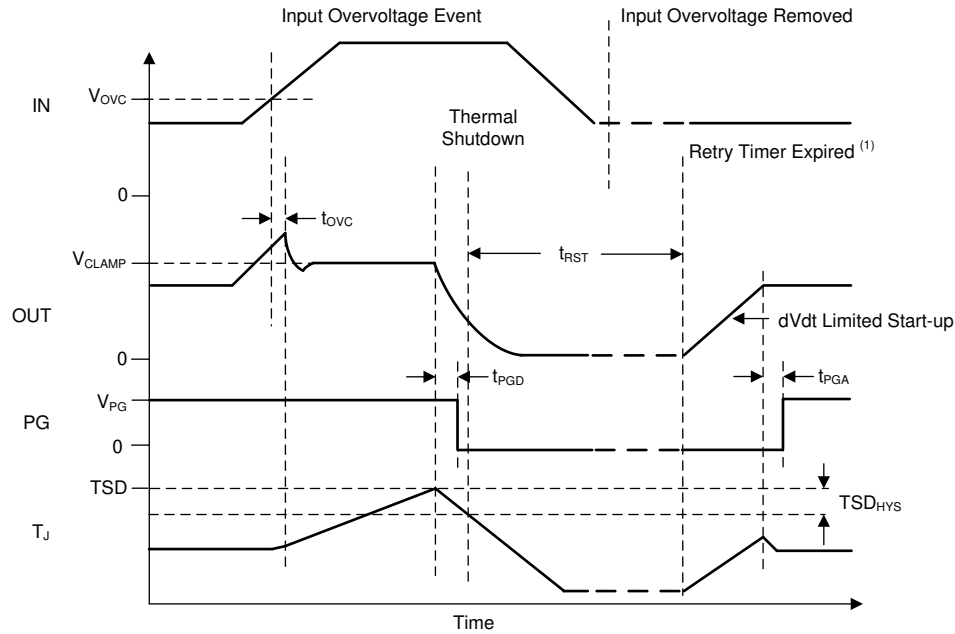 Input Overvoltage Event
Input Overvoltage Removed
IN
VOVC
Thermal
Shutdown
Retry Timer Expired (1)
0
tOVC
VCLAMP
tRST
OUT
dVdt Limited Start-up
0
tPGD
tPGA
VPG
PG
0
TSD
TSDHYS
TJ
Time